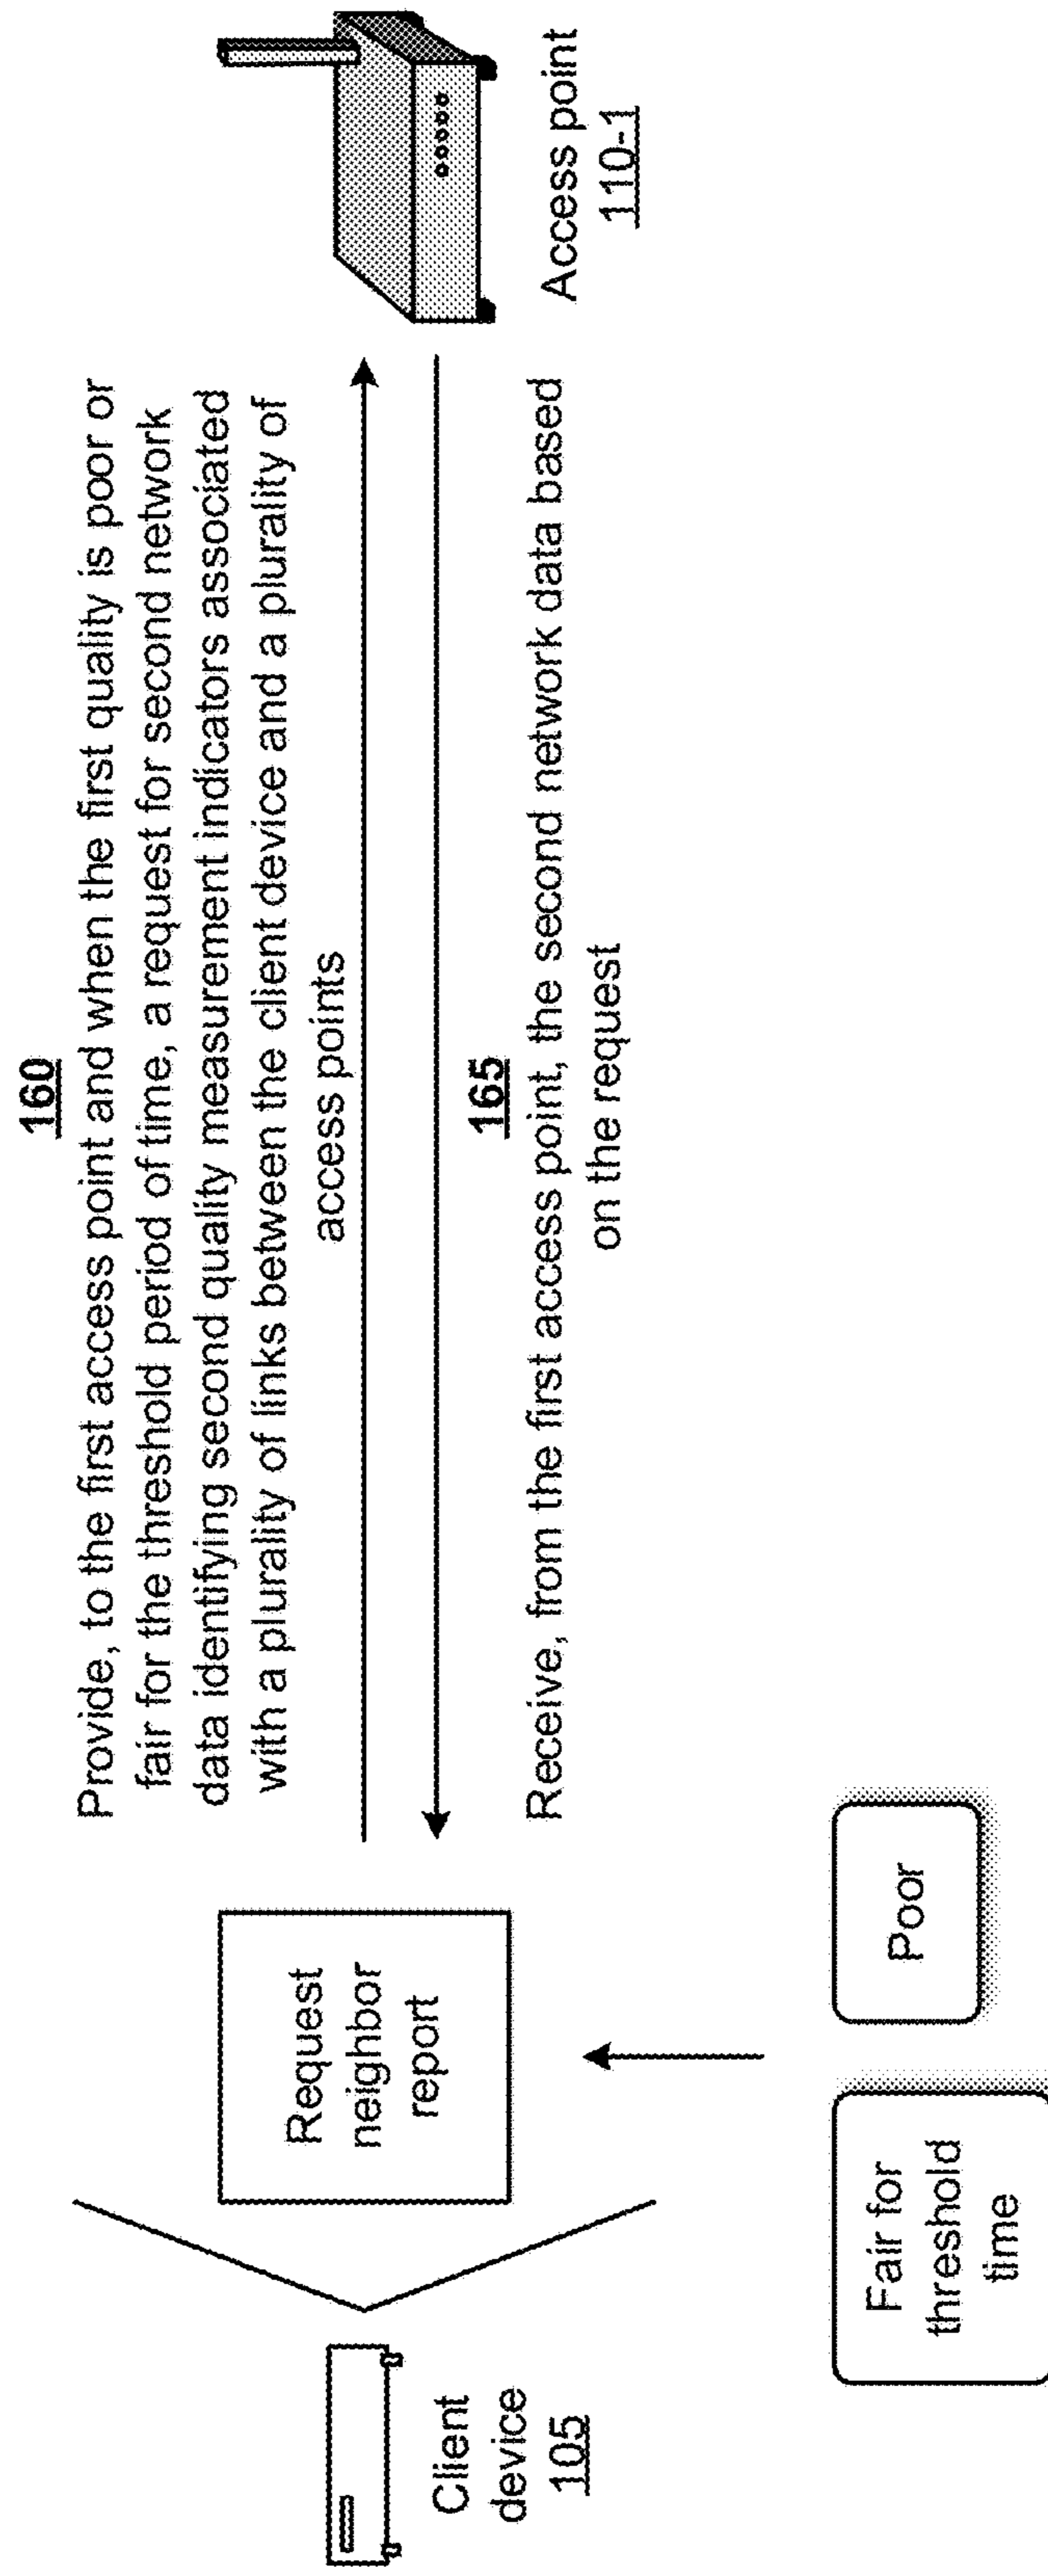 160
Provide, to the first access point and when the first quality is poor or
fair for the threshold period of time, a request for second network
data identifying second quality measurement indicators associated
with a plurality of links between the client device and a plurality of
access points
165
Receive, from the first access point, the second network data based
on the request
Client
device
105
Request
neighbor
report
Access point
110-1
Fair for
threshold
time
Poor